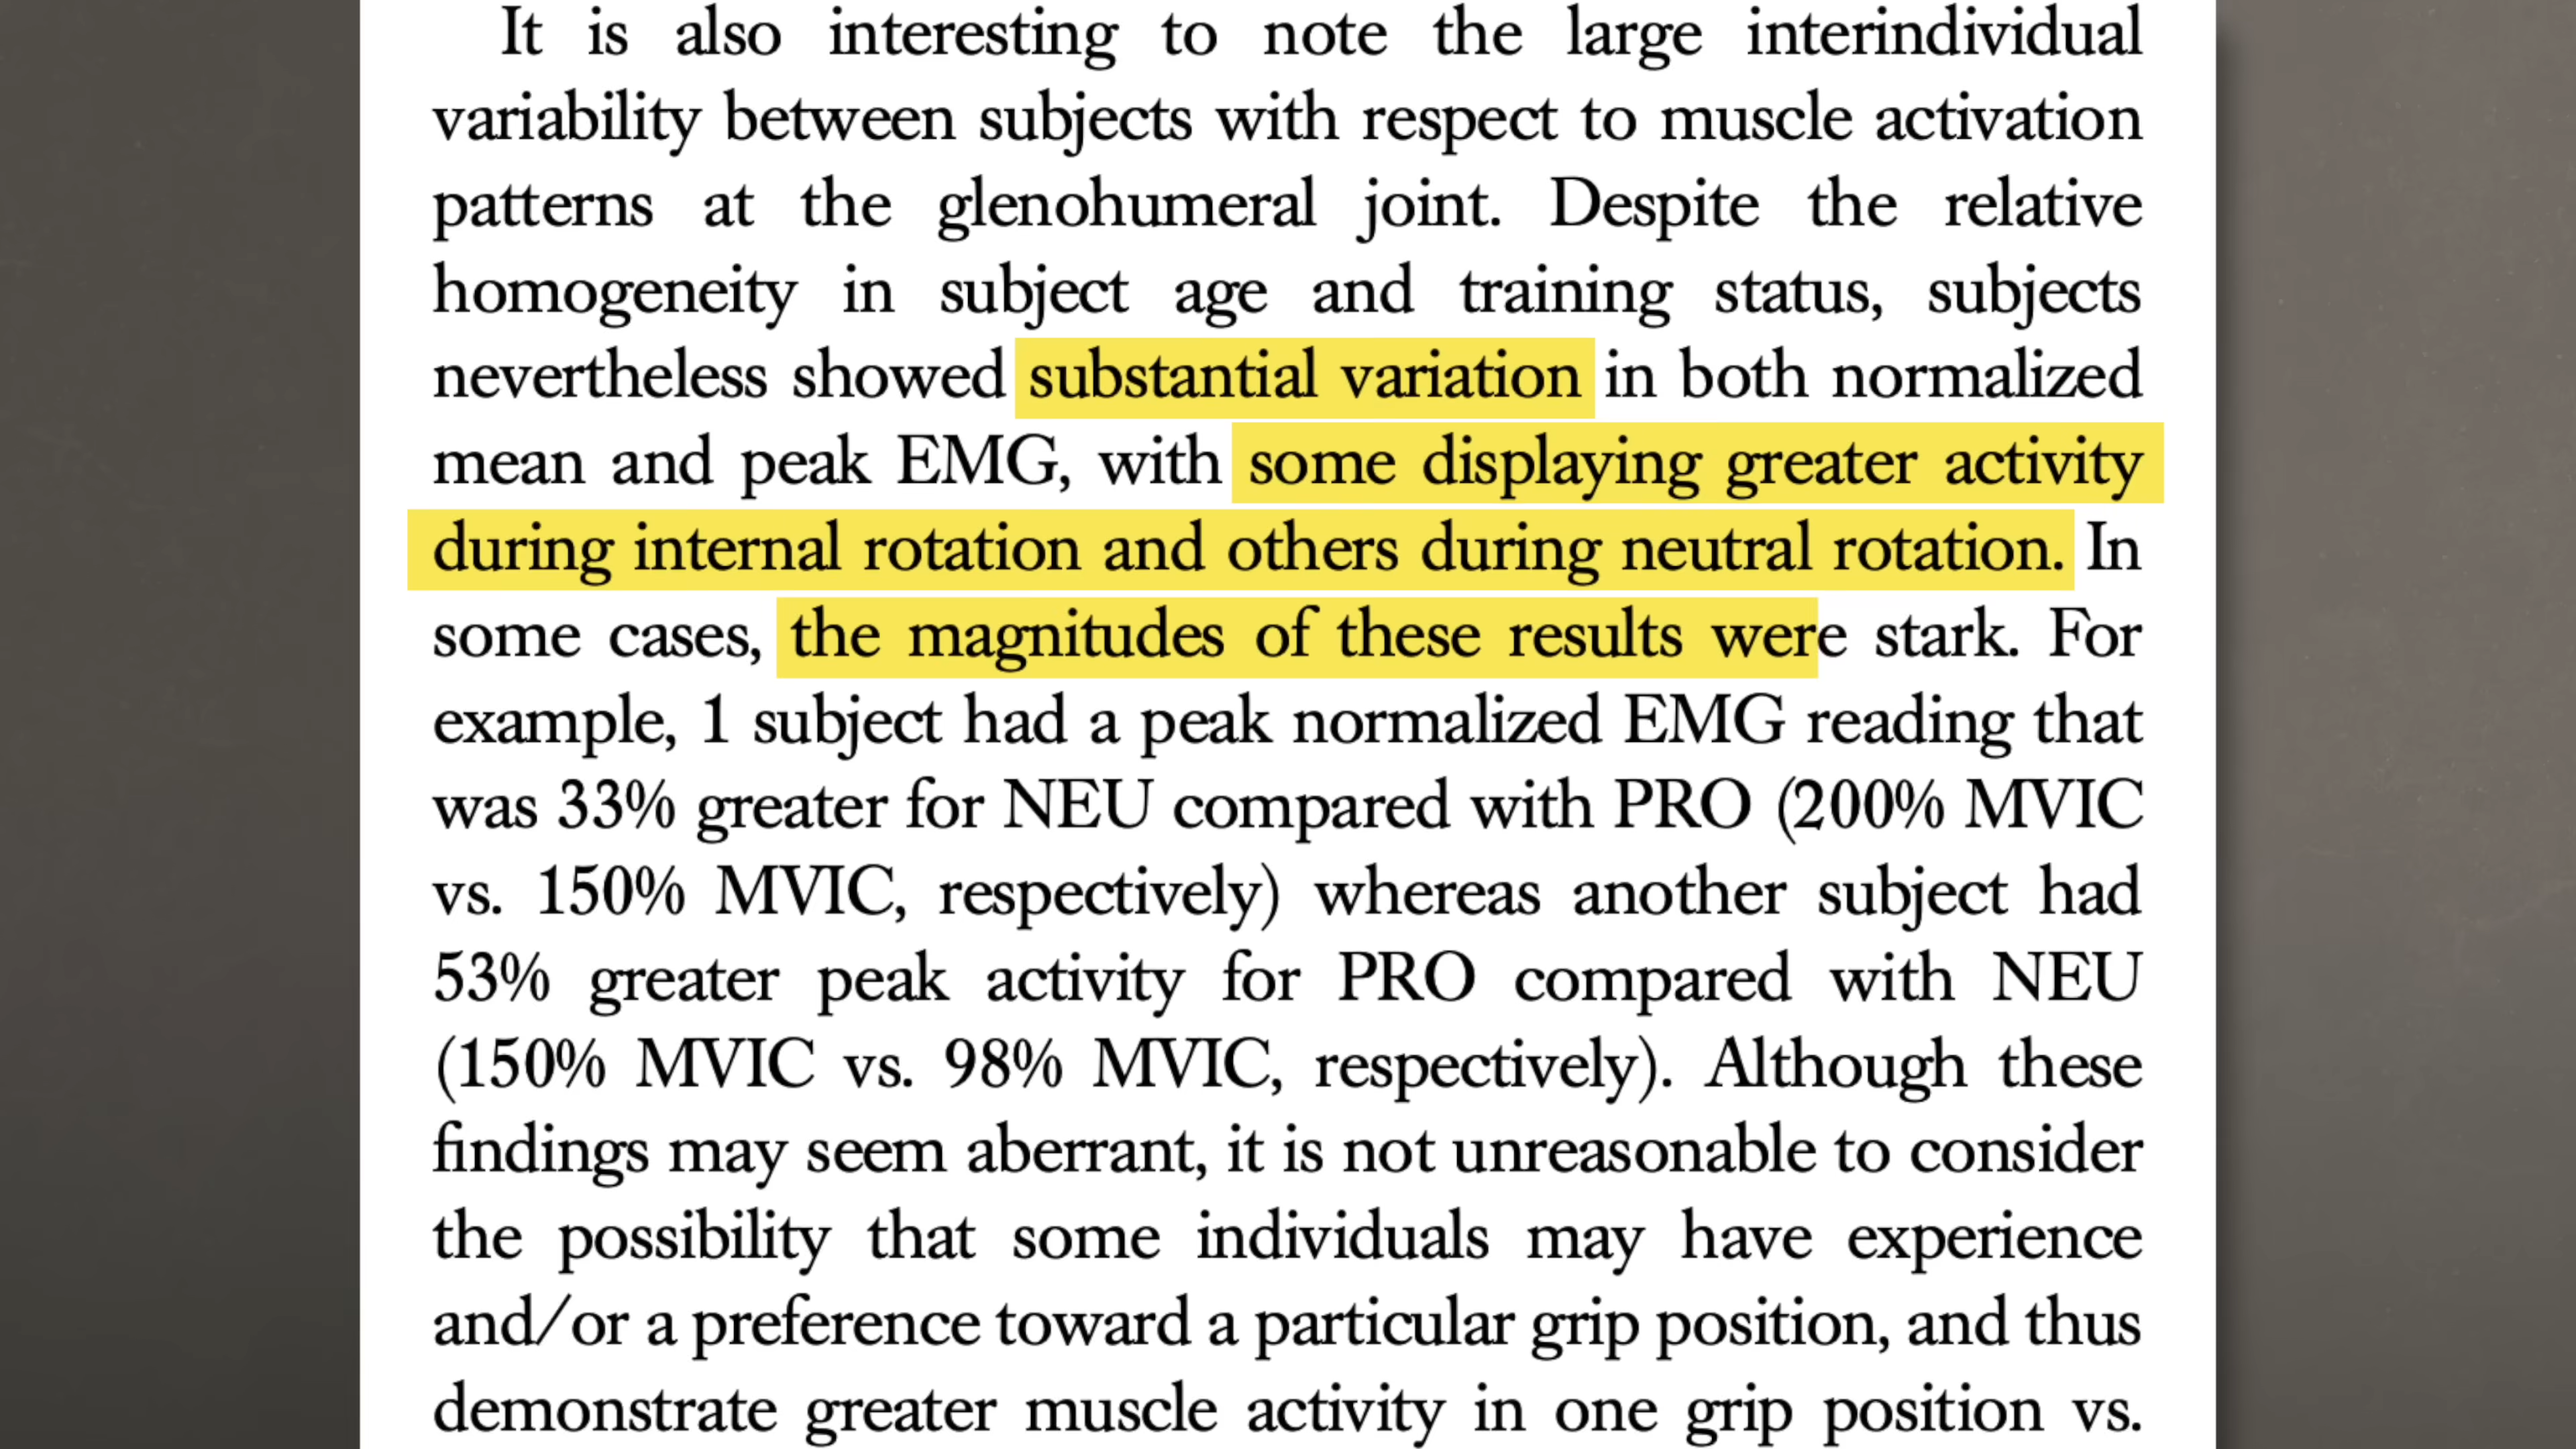 It is also interesting to note the large interindividual
variability between subjects with respect to muscle activation
patterns at the glenohumeral joint. Despite the relative
homogeneity in subject age and training status, subjects
nevertheless showed substantial variation in both normalized
mean and peak EMG, with some displaying greater activity
during internal rotation and others during neutral rotation. In
some cases, the magnitudes of these results were stark. For
example, 1 subject had a peak normalized EMG reading that
was 33% greater for NEU compared with PRO (200% MVIC
vs. 150% MVIC, respectively) whereas another subject had
53% greater peak activity for PRO compared with NEU
(150% MVIC vs. 98% MVIC, respectively). Although these
findings may seem aberrant, it is not unreasonable to consider
the possibility that some individuals may have experience
and/or a preference toward a particular grip position, and thus
demonstrate greater muscle activity in one grip position vs.